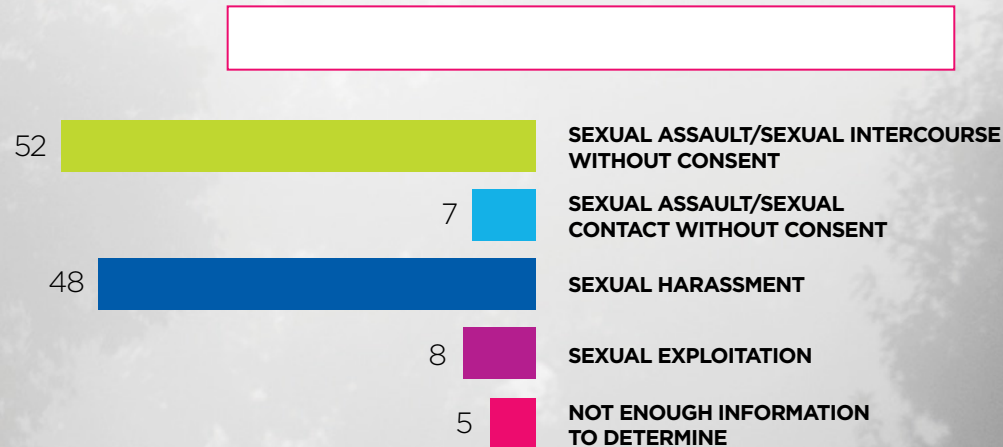 52
SEXUAL ASSAULT/SEXUAL INTERCOURSE
WITHOUT CONSENT
7
SEXUAL ASSAULT/SEXUAL
CONTACT WITHOUT CONSENT
48
SEXUAL HARASSMENT
8
SEXUAL EXPLOITATION
5
NOT ENOUGH INFORMATION
TO DETERMINE